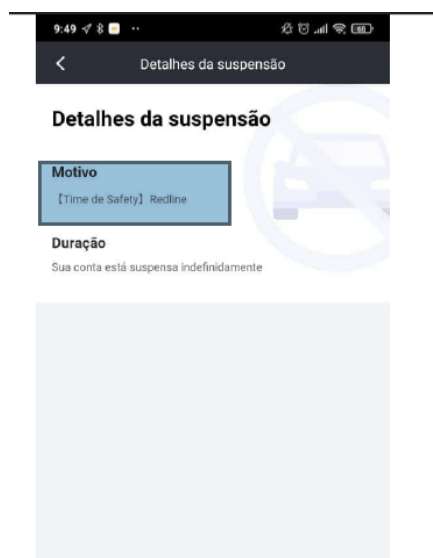 9:49
Detalhes da suspensão
Detalhes da suspensão
Motivo
【Time de Safety】 Redline
Duração
Sua conta está suspensa indefinidamente